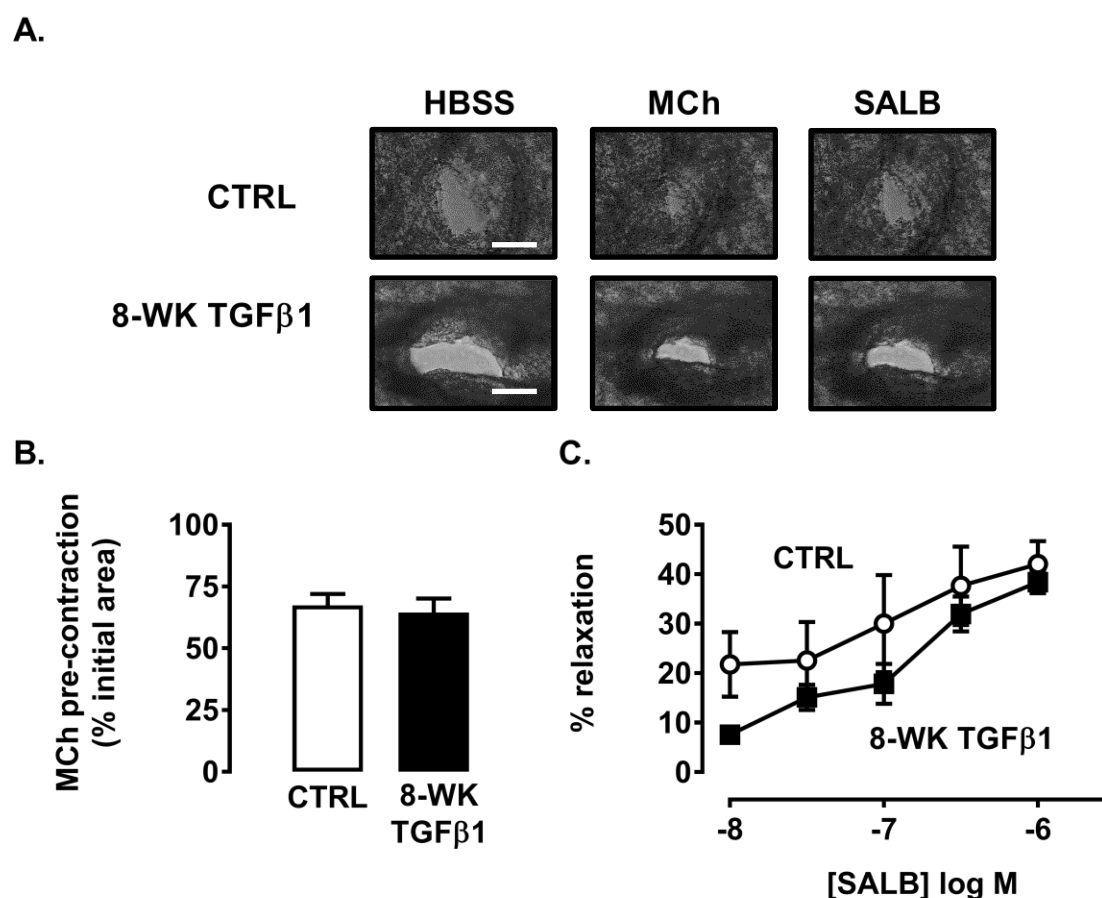 A.
HBSS MCh SALB
CTRL
8-WK TGFβ1
B.
MCh pre-contraction
(% initial area)
100
75
50
25
0
CTRL
8-WK
TGFβ1
C.
% relaxation
50
40
30
20
10
0
CTRL
8-WK TGFβ1
-8 -7 -6
[SALB] log M